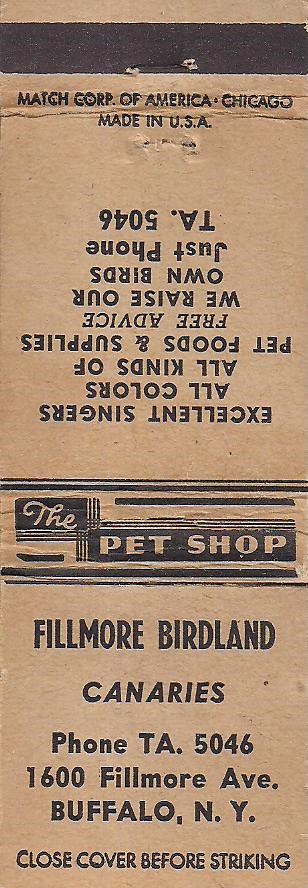 MATCH CORP. OF AMERICA • CHICAGO
MADE IN U.S.A.
EXCELLENT SINGERS
ALL COLORS
ALL KINDS OF
PET FOODS & SUPPLIES
FREE ADVICE
WE RAISE OUR
OWN BIRDS
Just Phone
TA. 5046
The
PET SHOP
FILLMORE BIRDLAND
CANARIES
Phone TA. 5046
1600 Fillmore Ave.
BUFFALO, N. Y.
CLOSE COVER BEFORE STRIKING